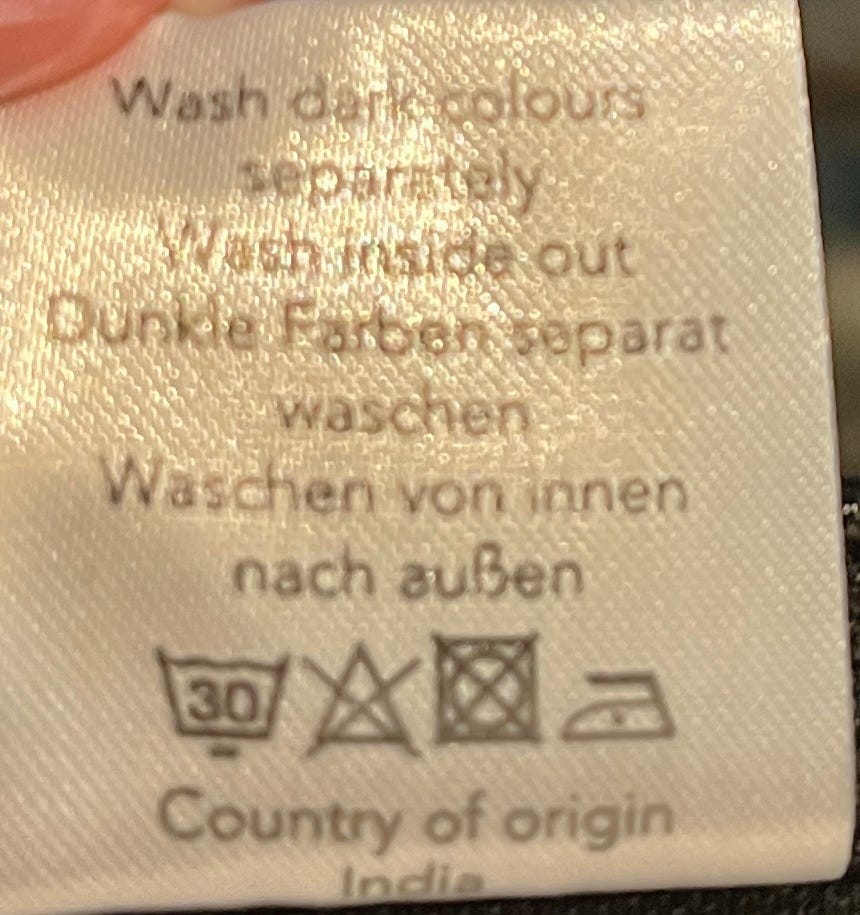 Wash dark colours
separately
Wash inside out
Dunkle Farben separat
waschen
Waschen von innen
nach außen
30
Country of origin
India